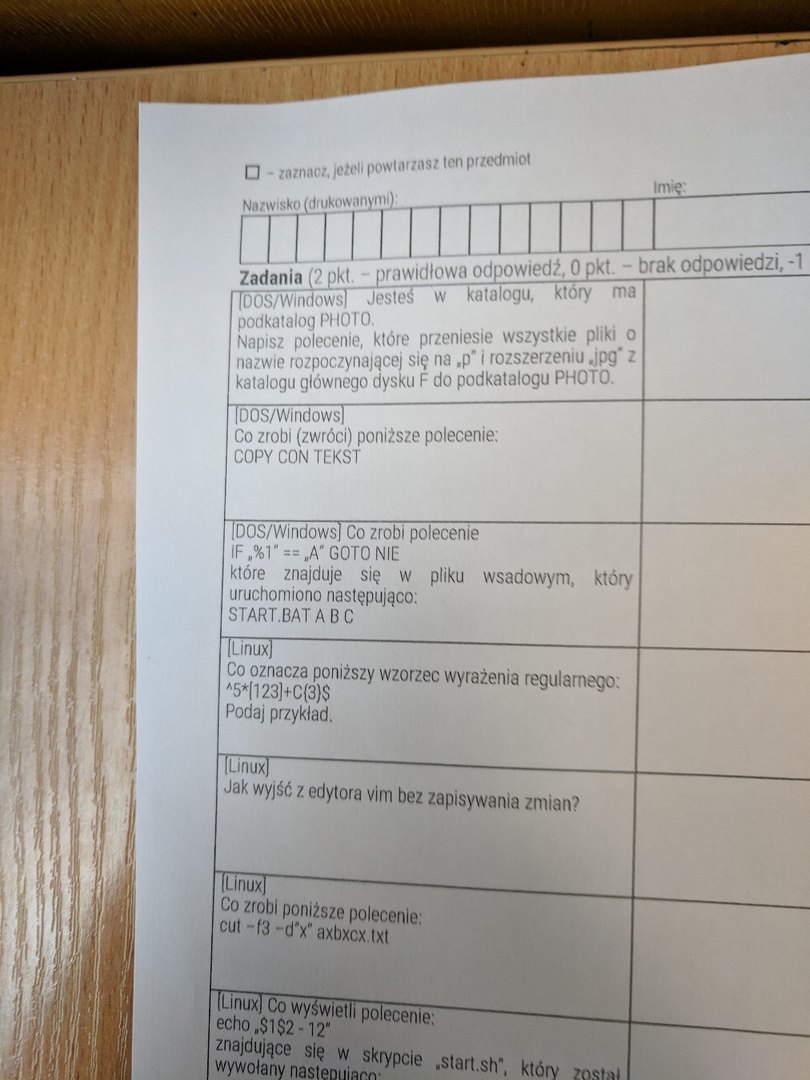 ☐ – zaznacz, jeżeli powtarzasz ten przedmiot
Nazwisko (drukowanymi):
Imię:
Zadania (2 pkt. – prawidłowa odpowiedź, 0 pkt. – brak odpowiedzi, -1
[DOS/Windows] Jesteś w katalogu, który ma
podkatalog PHOTO.
Napisz polecenie, które przeniesie wszystkie pliki o
nazwie rozpoczynającej się na „p” i rozszerzeniu „jpg” z
katalogu głównego dysku F do podkatalogu PHOTO.
[DOS/Windows]
Co zrobi (zwróci) poniższe polecenie:
COPY CON TEKST
[DOS/Windows] Co zrobi polecenie
IF „%1” == „A” GOTO NIE
które znajduje się w pliku wsadowym, który
uruchomiono następująco:
START.BAT A B C
[Linux]
Co oznacza poniższy wzorzec wyrażenia regularnego:
^5*[123]+C{3}$
Podaj przykład.
[Linux]
Jak wyjść z edytora vim bez zapisywania zmian?
[Linux]
Co zrobi poniższe polecenie:
cut –f3 –d”x” axbxcx.txt
[Linux] Co wyświetli polecenie:
echo „$1$2 - 12”
znajdujące się w skrypcie „start.sh”, który został
wywołany następująco: